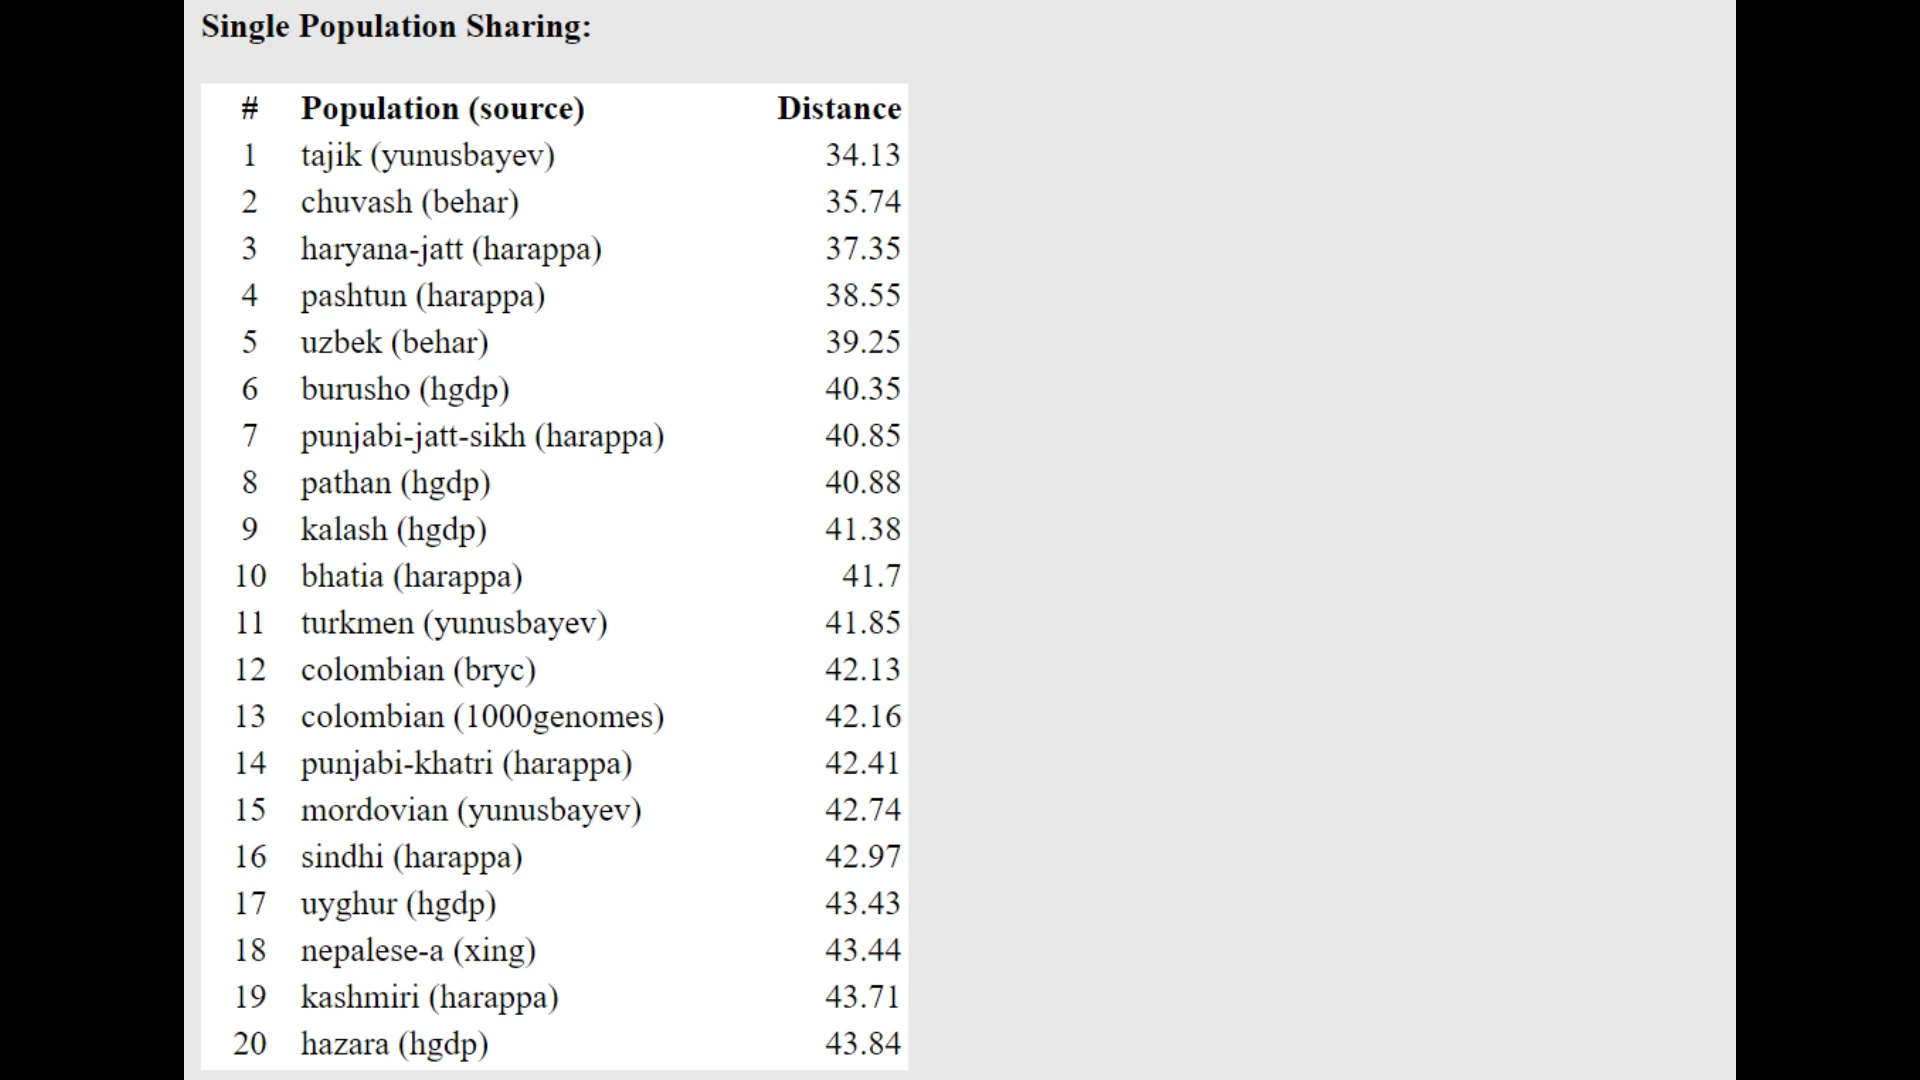 Single Population Sharing:
# Population (source) Distance
1 tajik (yunusbayev) 34.13
2 chuvash (behar) 35.74
3 haryana-jatt (harappa) 37.35
4 pashtun (harappa) 38.55
5 uzbek (behar) 39.25
6 burusho (hgdp) 40.35
7 punjabi-jatt-sikh (harappa) 40.85
8 pathan (hgdp) 40.88
9 kalash (hgdp) 41.38
10 bhatia (harappa) 41.7
11 turkmen (yunusbayev) 41.85
12 colombian (bryc) 42.13
13 colombian (1000genomes) 42.16
14 punjabi-khatri (harappa) 42.41
15 mordovian (yunusbayev) 42.74
16 sindhi (harappa) 42.97
17 uyghur (hgdp) 43.43
18 nepalese-a (xing) 43.44
19 kashmiri (harappa) 43.71
20 hazara (hgdp) 43.84